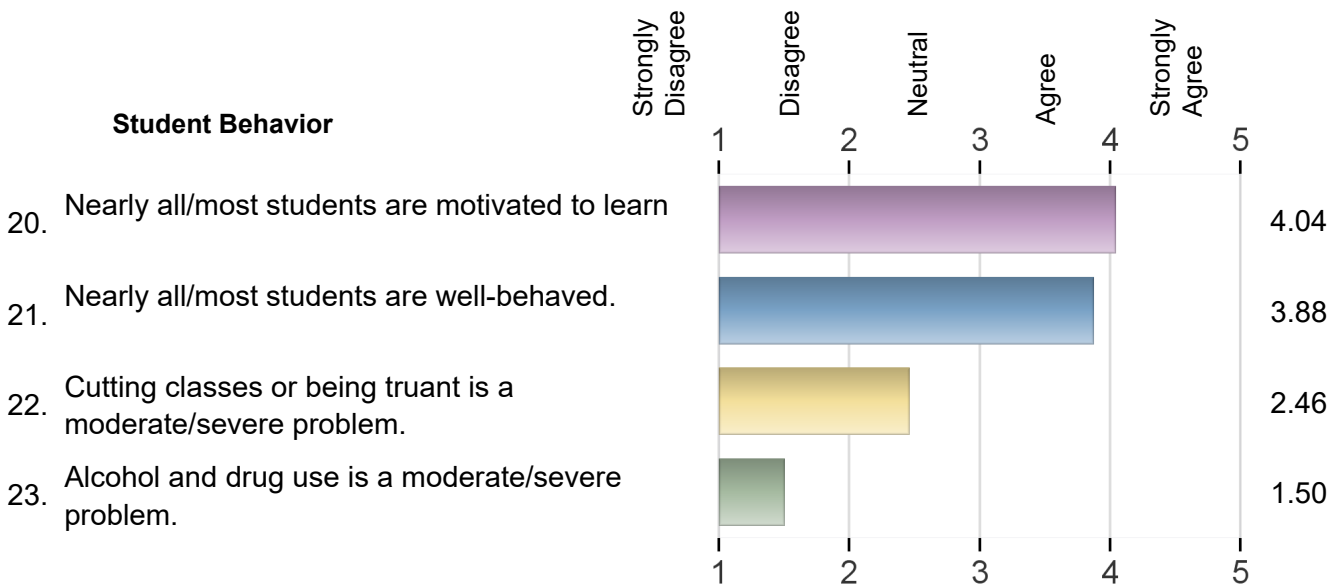 Strongly
Disagree
Disagree
Neutral
Agree
Strongly
Agree
Student Behavior
1 2 3 4 5
20. Nearly all/most students are motivated to learn 4.04
21. Nearly all/most students are well-behaved. 3.88
22. Cutting classes or being truant is a
moderate/severe problem. 2.46
23. Alcohol and drug use is a moderate/severe
problem. 1.50
1 2 3 4 5